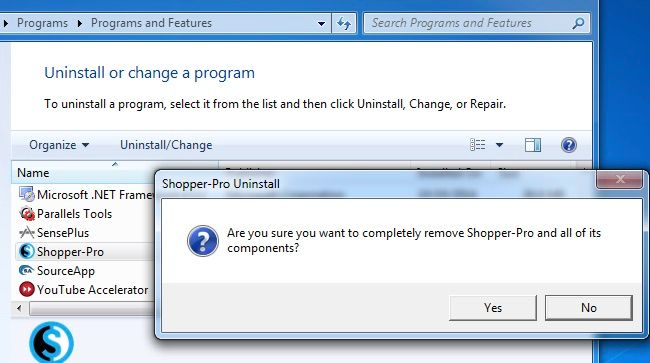 Programs ▸ Programs and Features
Search Programs and Features
Uninstall or change a program
To uninstall a program, select it from the list and then click Uninstall, Change, or Repair.
Organize Uninstall/Change
Name
Microsoft .NET Framew
Parallels Tools
SensePlus
Shopper-Pro
SourceApp
YouTube Accelerator
Shopper-Pro Uninstall
Are you sure you want to completely remove Shopper-Pro and all of its
components?
Yes No